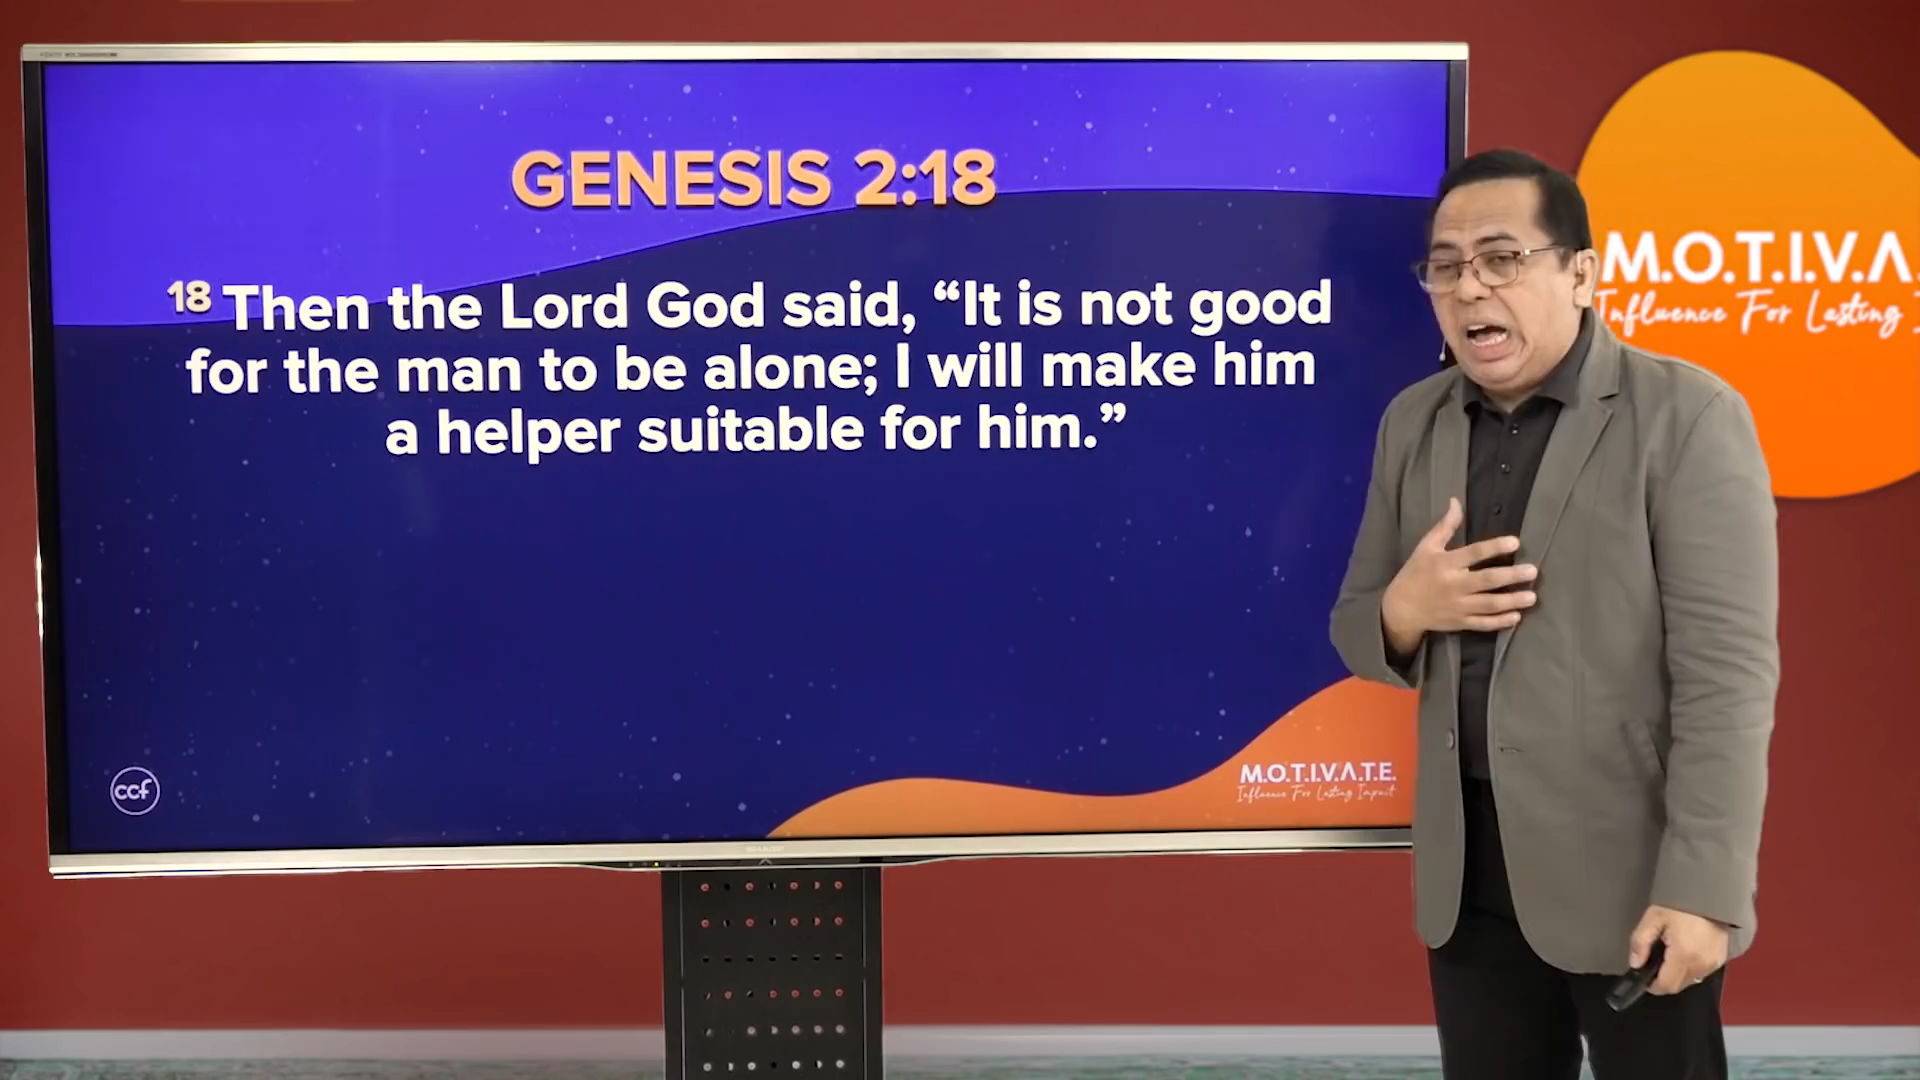 GENESIS 2:18
18 Then the Lord God said, “It is not good
for the man to be alone; I will make him
a helper suitable for him.”
ccf
M.O.T.I.V.A.T.E.
Influence For Lasting Impact
M.O.T.I.V.A.
Influence For Lasting I